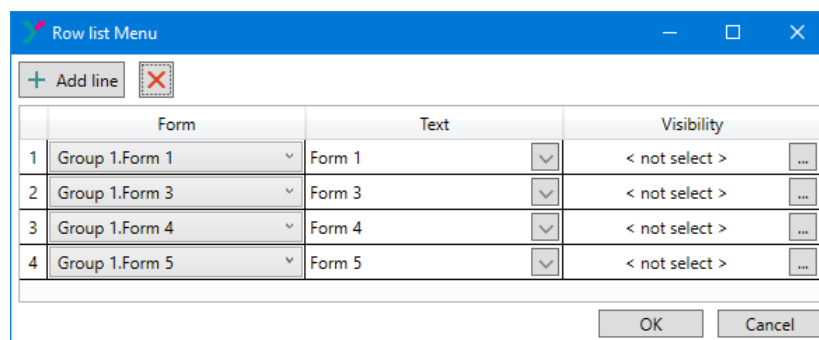 Row list Menu
Add line
Form Text Visibility
1 Group 1.Form 1 Form 1 < not select > ...
2 Group 1.Form 3 Form 3 < not select > ...
3 Group 1.Form 4 Form 4 < not select > ...
4 Group 1.Form 5 Form 5 < not select > ...
OK Cancel